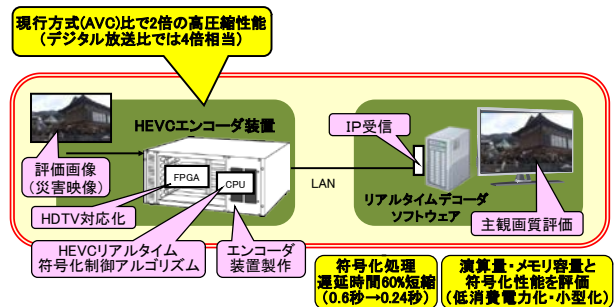 現行方式(AVC)比で2倍の高圧縮性能
(デジタル放送比では4倍相当)
HEVCエンコーダ装置
評価画像
(災害映像)
FPGA
CPU
HDTV対応化
HEVCリアルタイム
符号化制御アルゴリズム
エンコーダ
装置製作
LAN
IP受信
リアルタイムデコーダ
ソフトウェア
主観画質評価
符号化処理
遅延時間60%短縮
(0.6秒→0.24秒)
演算量・メモリ容量と
符号化性能を評価
(低消費電力化・小型化)